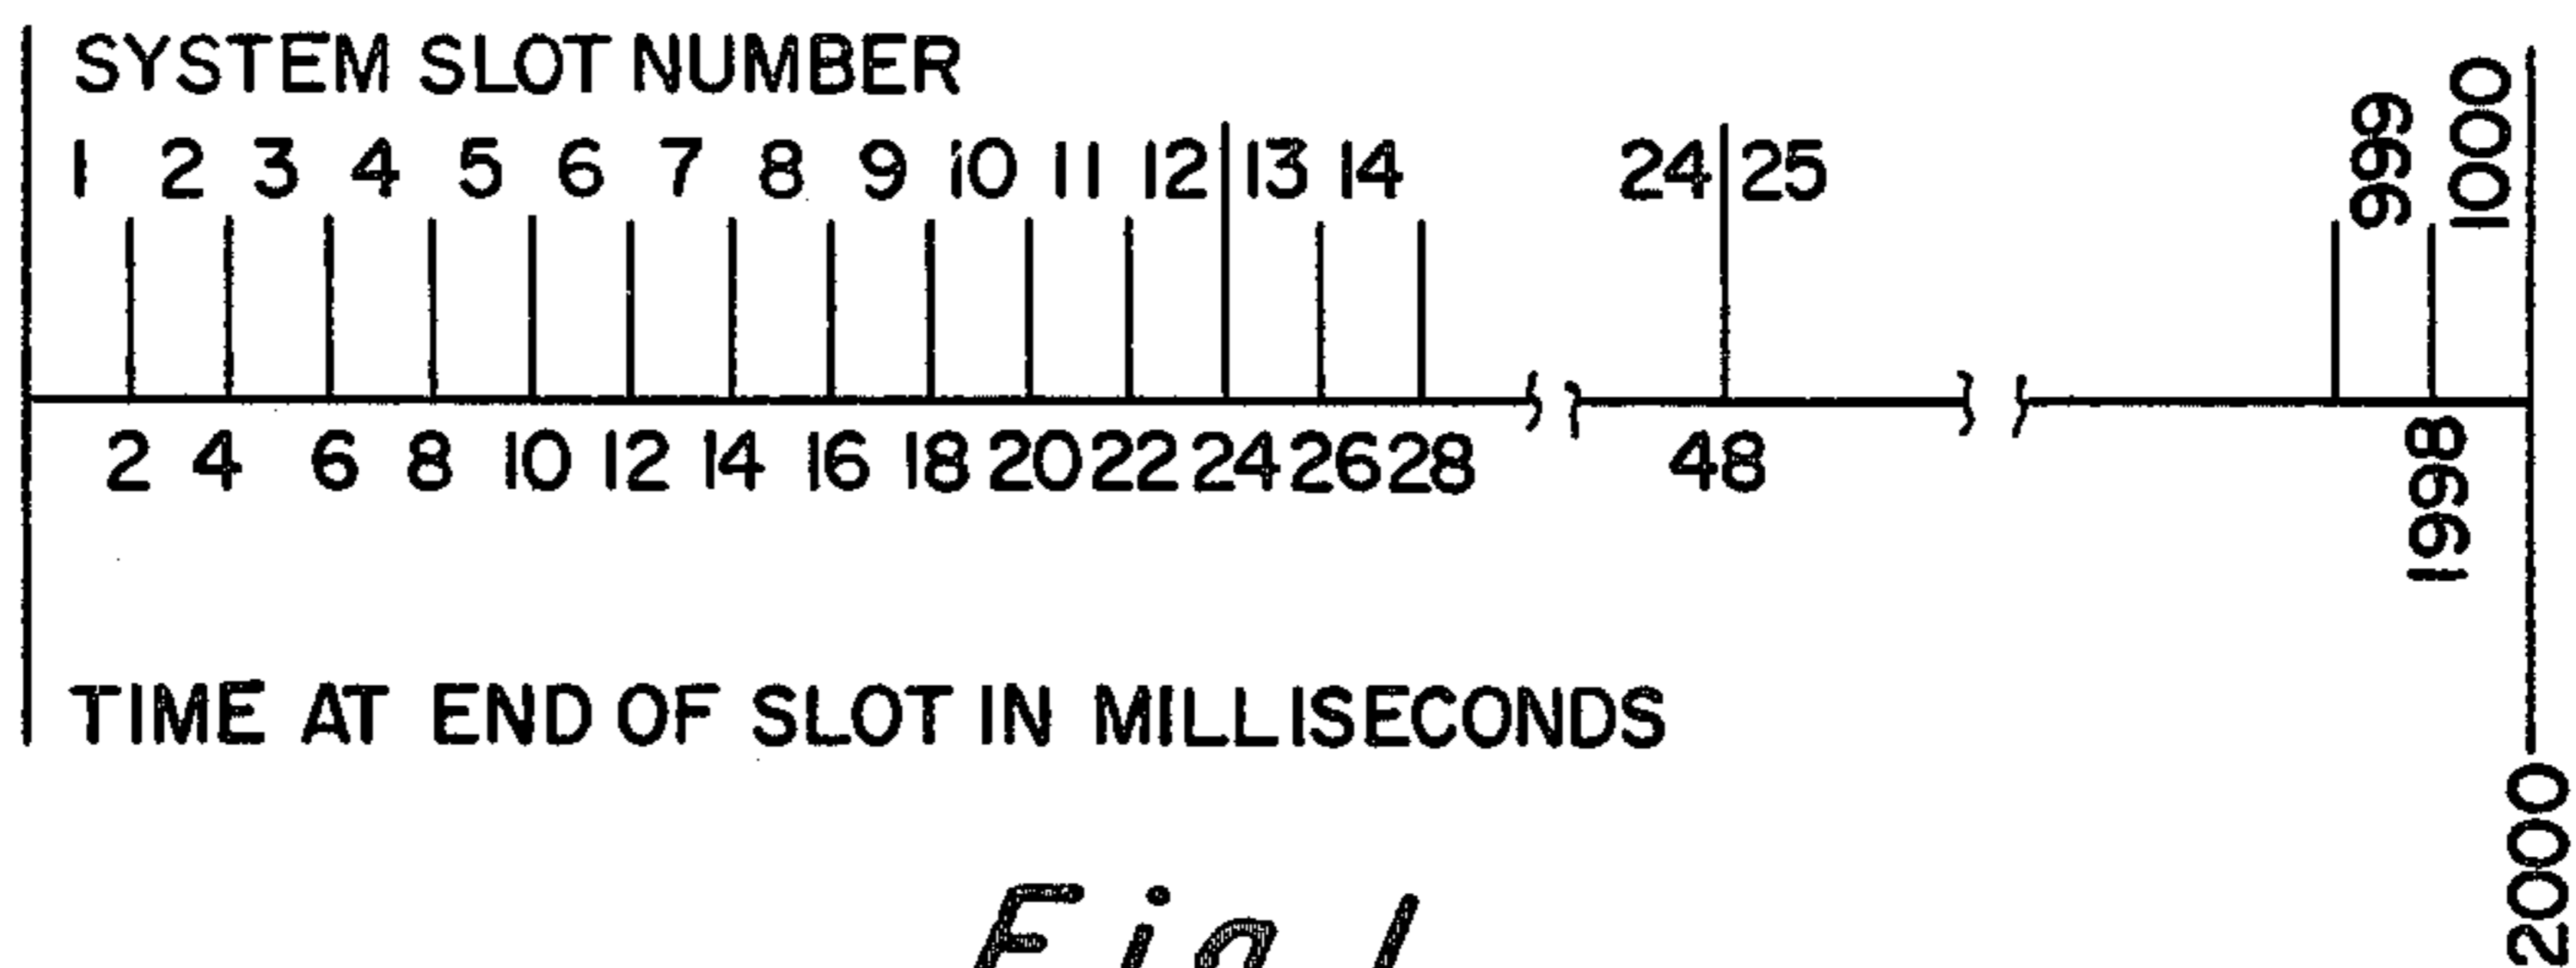 SYSTEM SLOT NUMBER
1 2 3 4 5 6 7 8 9 10 11 12 13 14 24 25 999 1000
2 4 6 8 10 12 14 16 18 20 22 24 26 28 48 1998
TIME AT END OF SLOT IN MILLISECONDS
2000
Fig 1